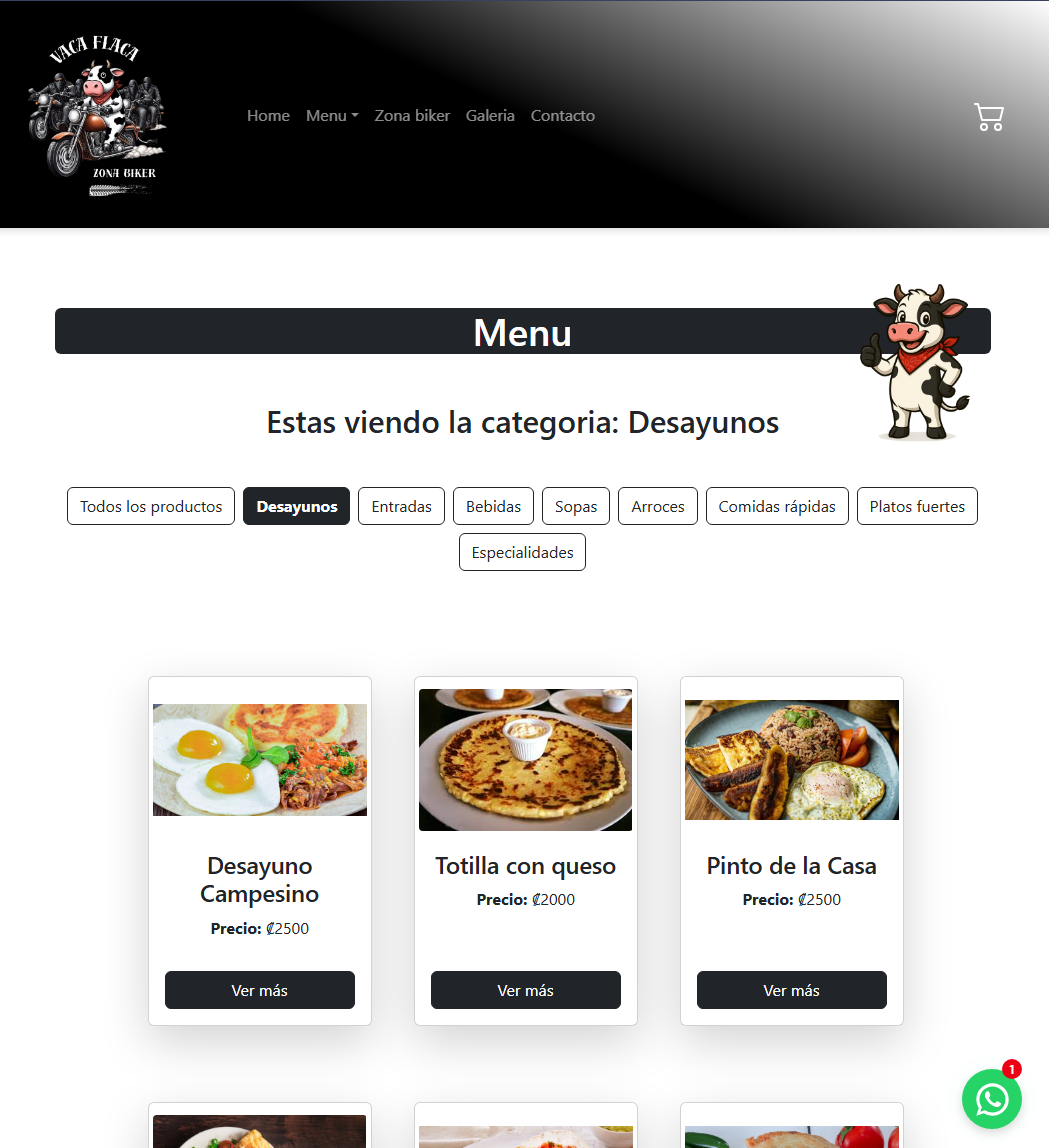 VACA FLACA
ZONA BIKER
Home Menu Zona biker Galeria Contacto
Menu
Estas viendo la categoria: Desayunos
Todos los productos Desayunos Entradas Bebidas Sopas Arroces Comidas rápidas Platos fuertes
Especialidades
Desayuno
Campesino
Precio: ₡2500
Ver más
Totilla con queso
Precio: ₡2000
Ver más
Pinto de la Casa
Precio: ₡2500
Ver más
1